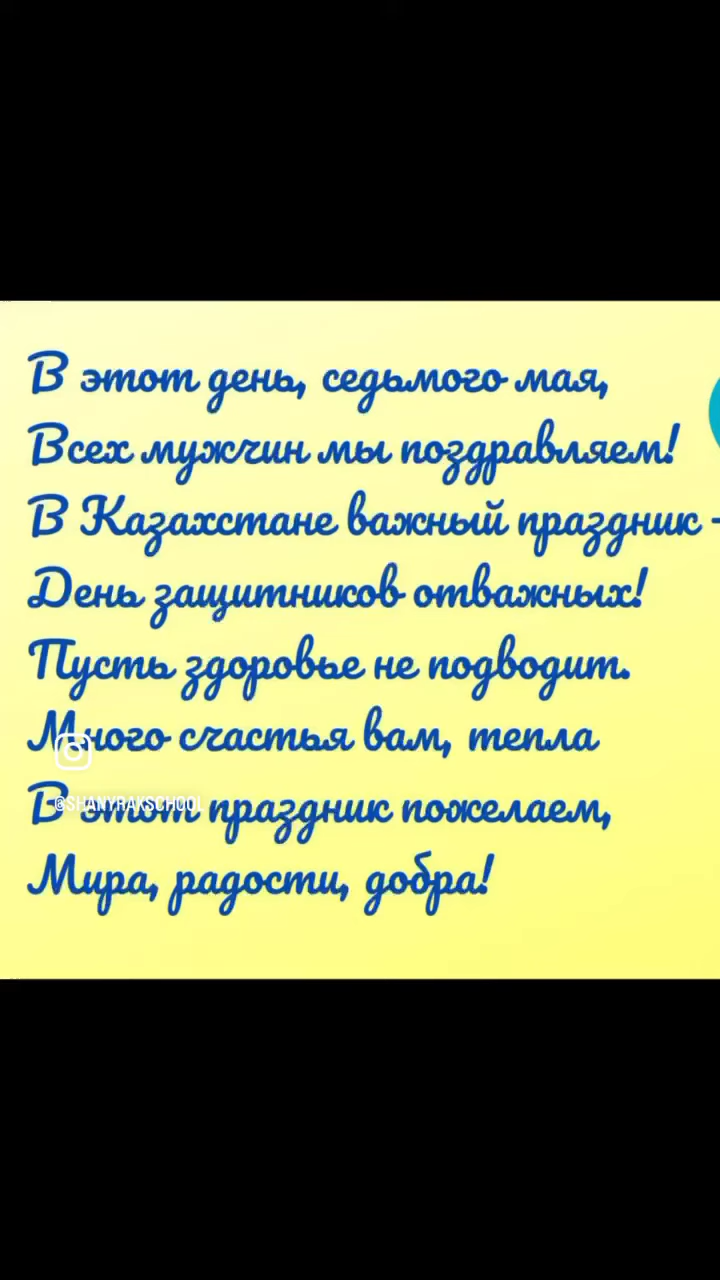 В этот день, седьмого мая,
Всех мужчин мы поздравляем!
В Казахстане важный праздник -
День защитников отважных!
Пусть здоровье не подводит.
Много счастья вам, тепла
В этот праздник пожелаем,
Мира, радости, добра!
@SHANYRAKSCHOOL